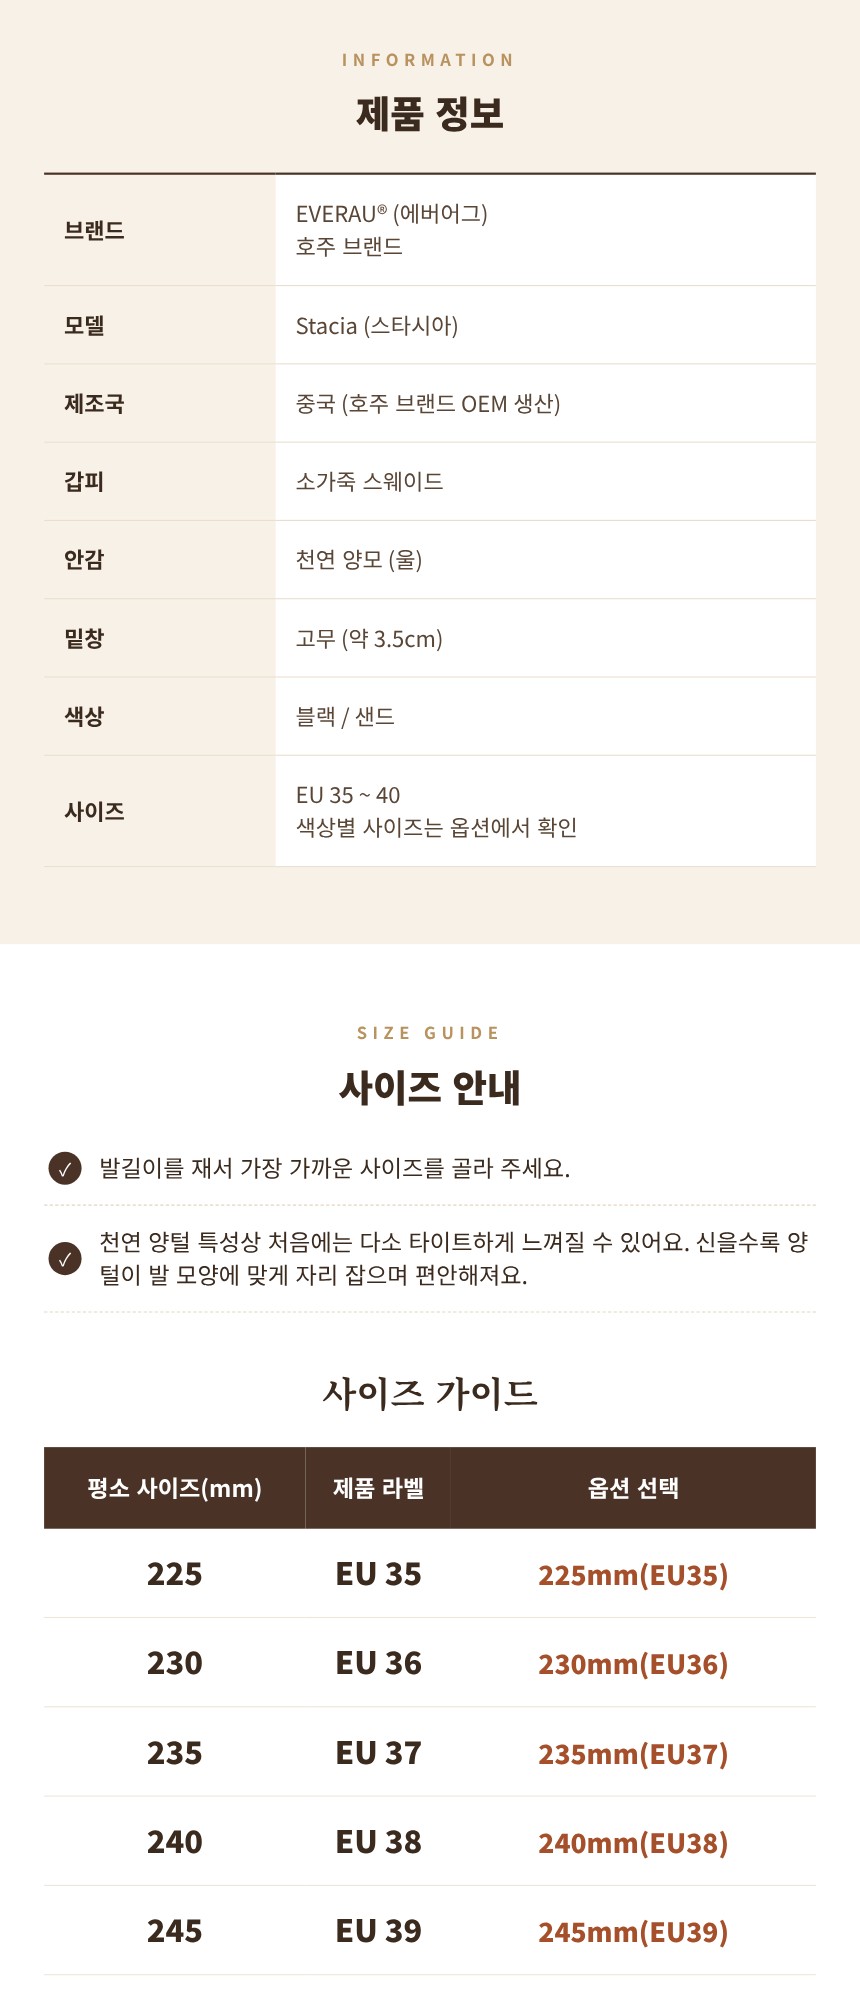 INFORMATION
제품 정보
브랜드
EVERAU® (에버어그)
호주 브랜드
모델
Stacia (스타시아)
제조국
중국 (호주 브랜드 OEM 생산)
갑피
소가죽 스웨이드
안감
천연 양모 (울)
밑창
고무 (약 3.5cm)
색상
블랙 / 샌드
사이즈
EU 35 ~ 40
색상별 사이즈는 옵션에서 확인
SIZE GUIDE
사이즈 안내
✓ 발길이를 재서 가장 가까운 사이즈를 골라 주세요.
✓ 천연 양털 특성상 처음에는 다소 타이트하게 느껴질 수 있어요. 신을수록 양
털이 발 모양에 맞게 자리 잡으며 편안해져요.
사이즈 가이드
평소 사이즈(mm) 제품 라벨 옵션 선택
225 EU 35 225mm(EU35)
230 EU 36 230mm(EU36)
235 EU 37 235mm(EU37)
240 EU 38 240mm(EU38)
245 EU 39 245mm(EU39)